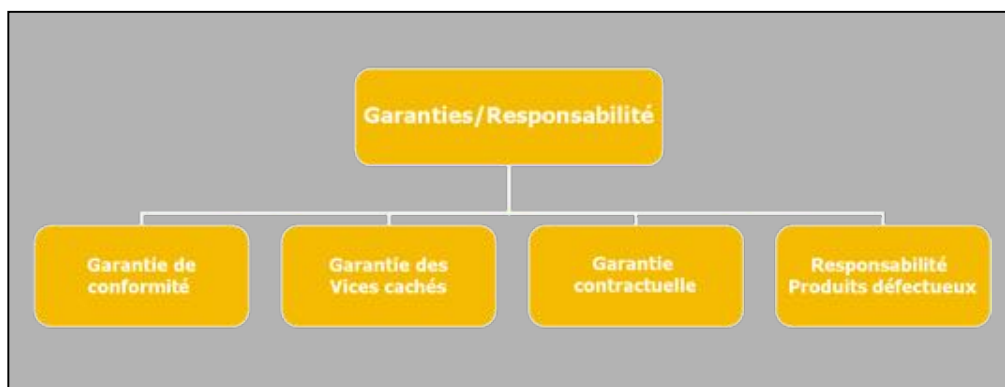 Garanties/Responsabilité
Garantie de
conformité
Garantie des
Vices cachés
Garantie
contractuelle
Responsabilité
Produits défectueux